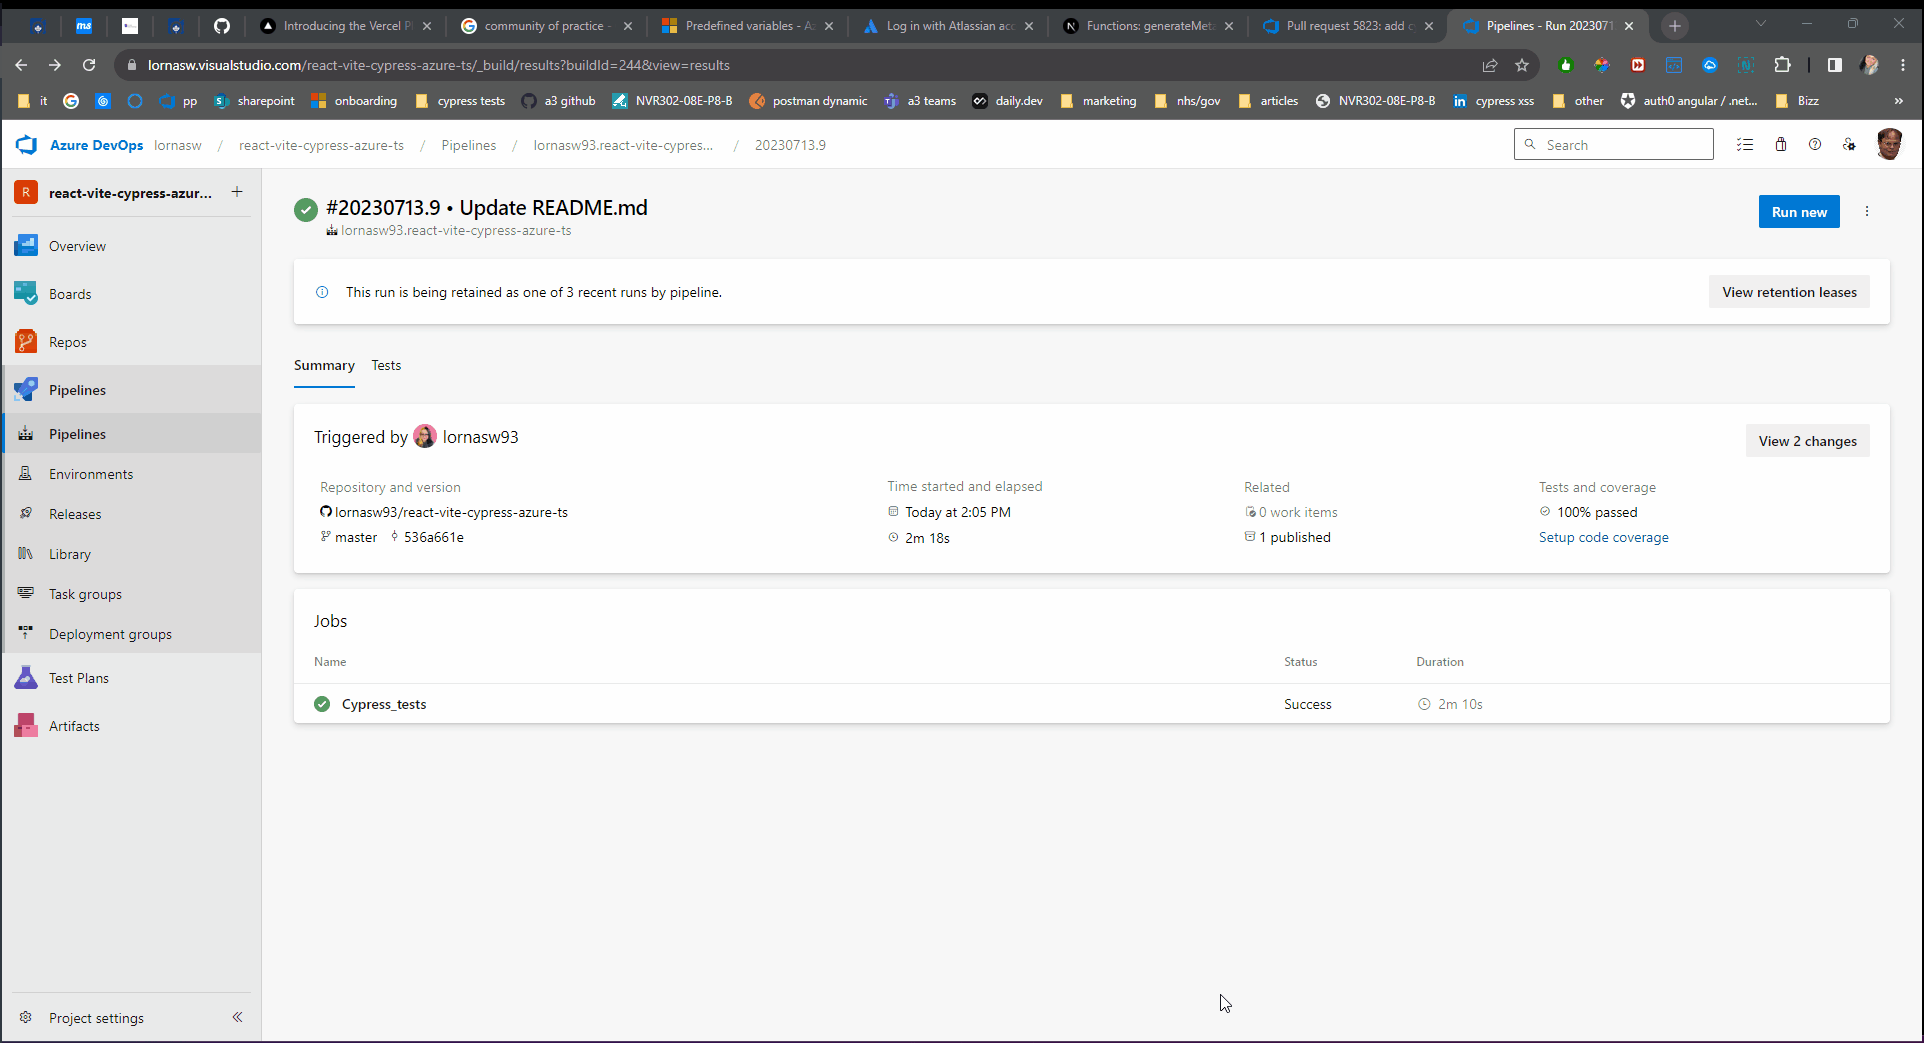 ms
Introducing the Vercel P
community of practice -
Predefined variables - Az
Log in with Atlassian acc
Functions: generateMeta
Pull request 5823: add c
Pipelines - Run 2023071
lornasw.visualstudio.com/react-vite-cypress-azure-ts/_build/results?buildId=244&view=results
it
pp
sharepoint
onboarding
cypress tests
a3 github
NVR302-08E-P8-B
postman dynamic
a3 teams
daily.dev
marketing
nhs/gov
articles
NVR302-08E-P8-B
cypress xss
other
auth0 angular / .net...
Bizz
Azure DevOps lornasw / react-vite-cypress-azure-ts / Pipelines / lornasw93.react-vite-cypres... / 20230713.9
Search
R react-vite-cypress-azur...
Overview
Boards
Repos
Pipelines
Pipelines
Environments
Releases
Library
Task groups
Deployment groups
Test Plans
Artifacts
Project settings
#20230713.9 • Update README.md
lornasw93.react-vite-cypress-azure-ts
Run new
This run is being retained as one of 3 recent runs by pipeline.
View retention leases
Summary Tests
Triggered by lornasw93
View 2 changes
Repository and version
lornasw93/react-vite-cypress-azure-ts
master 536a661e
Time started and elapsed
Today at 2:05 PM
2m 18s
Related
0 work items
1 published
Tests and coverage
100% passed
Setup code coverage
Jobs
Name Status Duration
Cypress_tests Success 2m 10s